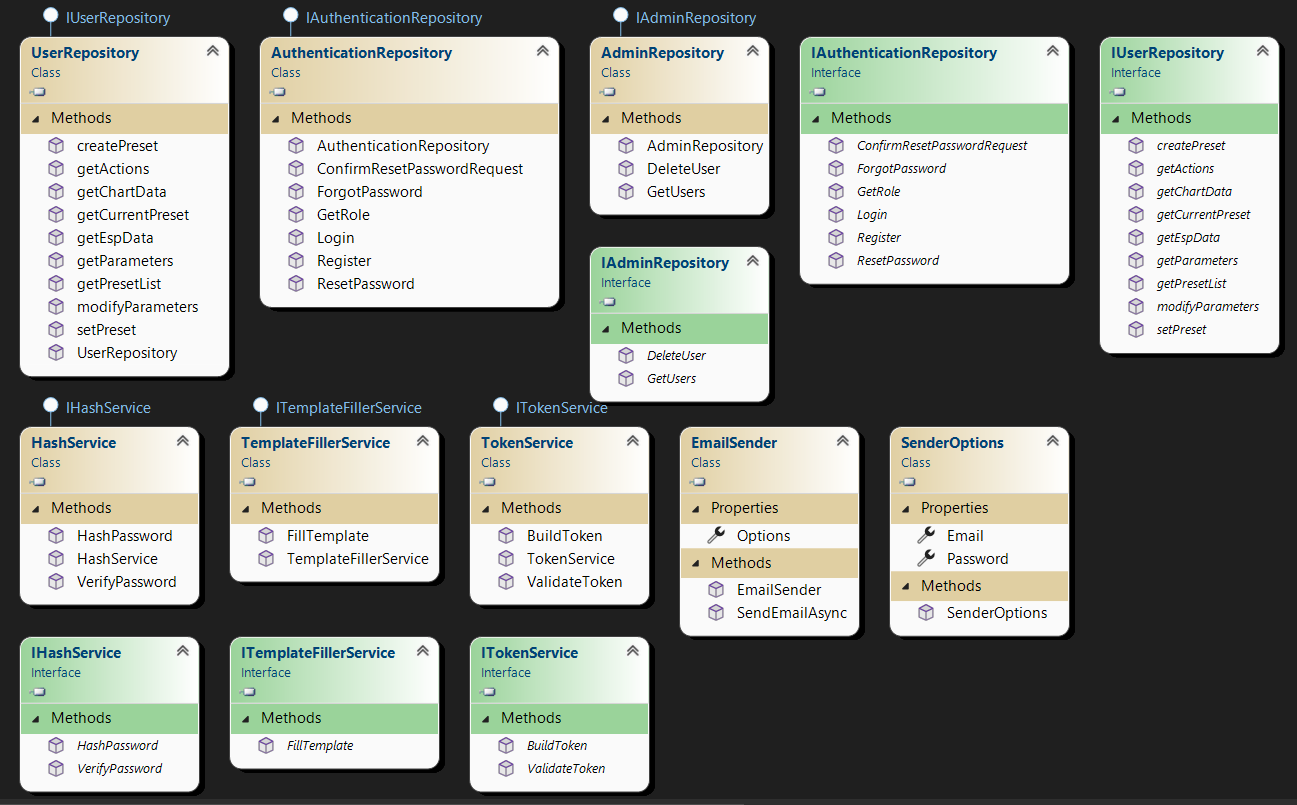 IUserRepository
UserRepository
Class
Methods
createPreset
getActions
getChartData
getCurrentPreset
getEspData
getParameters
getPresetList
modifyParameters
setPreset
UserRepository
IAuthenticationRepository
AuthenticationRepository
Class
Methods
AuthenticationRepository
ConfirmResetPasswordRequest
ForgotPassword
GetRole
Login
Register
ResetPassword
IAdminRepository
AdminRepository
Class
Methods
AdminRepository
DeleteUser
GetUsers
IAdminRepository
Interface
Methods
DeleteUser
GetUsers
IAuthenticationRepository
Interface
Methods
ConfirmResetPasswordRequest
ForgotPassword
GetRole
Login
Register
ResetPassword
IUserRepository
Interface
Methods
createPreset
getActions
getChartData
getCurrentPreset
getEspData
getParameters
getPresetList
modifyParameters
setPreset
IHashService
HashService
Class
Methods
HashPassword
HashService
VerifyPassword
ITemplateFillerService
TemplateFillerService
Class
Methods
FillTemplate
TemplateFillerService
ITokenService
TokenService
Class
Methods
BuildToken
TokenService
ValidateToken
EmailSender
Class
Properties
Options
Methods
EmailSender
SendEmailAsync
SenderOptions
Class
Properties
Email
Password
Methods
SenderOptions
IHashService
Interface
Methods
HashPassword
VerifyPassword
ITemplateFillerService
Interface
Methods
FillTemplate
ITokenService
Interface
Methods
BuildToken
ValidateToken